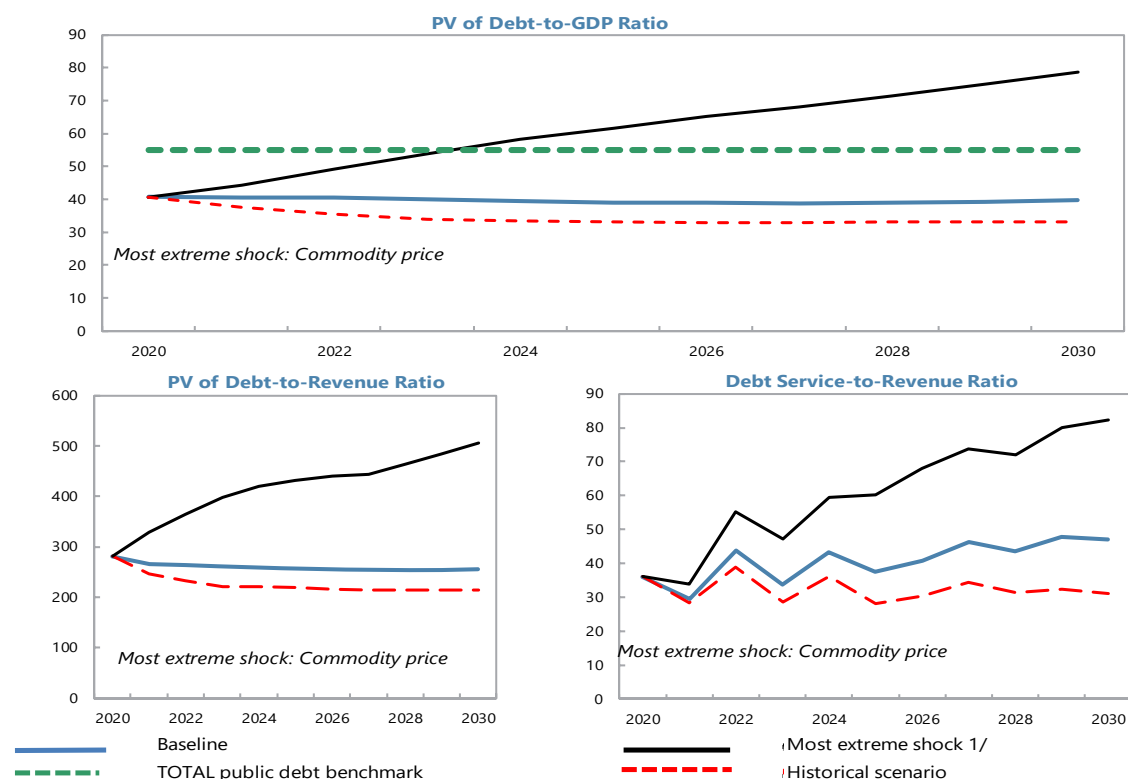 PV of Debt-to-GDP Ratio
90
80
70
60
50
40
30
20
10
0
Most extreme shock: Commodity price
2020 2022 2024 2026 2028 2030
PV of Debt-to-Revenue Ratio
600
500
400
300
200
100
0
Most extreme shock: Commodity price
2020 2022 2024 2026 2028 2030
Debt Service-to-Revenue Ratio
90
80
70
60
50
40
30
20
10
0
Most extreme shock: Commodity price
2020 2022 2024 2026 2028 2030
Baseline
Most extreme shock 1/
TOTAL public debt benchmark
Historical scenario